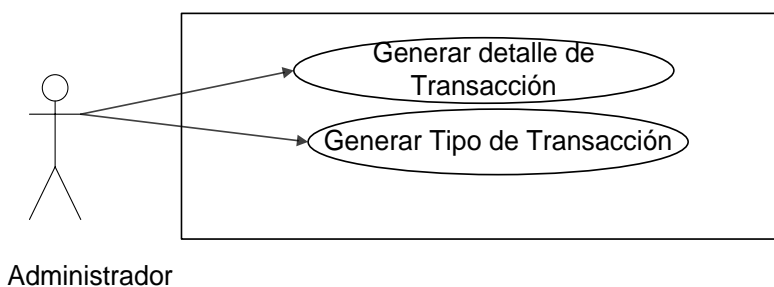 Generar detalle de
Transacción
Generar Tipo de Transacción
Administrador